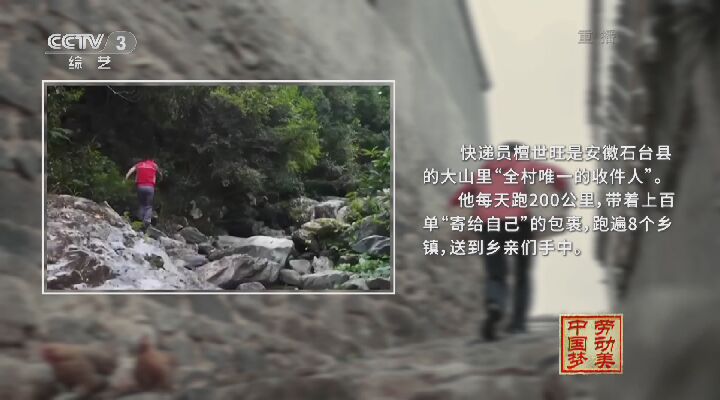 CCTV 3
综艺
重播
快递员檀世旺是安徽石台县
的大山里“全村唯一的收件人”。
他每天跑200公里,带着上百
单“寄给自己”的包裹,跑遍8个乡
镇,送到乡亲们手中。
中国梦
劳动美